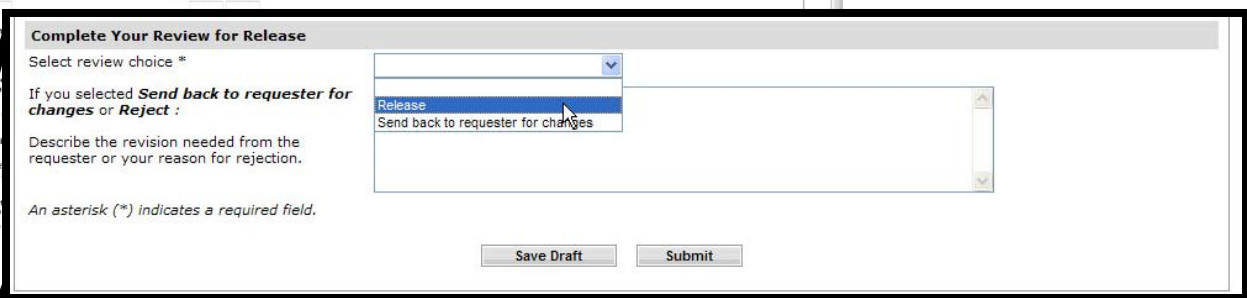 Complete Your Review for Release
Select review choice *
If you selected Send back to requester for
changes or Reject :
Release
Send back to requester for changes
Describe the revision needed from the
requester or your reason for rejection.
An asterisk (*) indicates a required field.
Save Draft
Submit